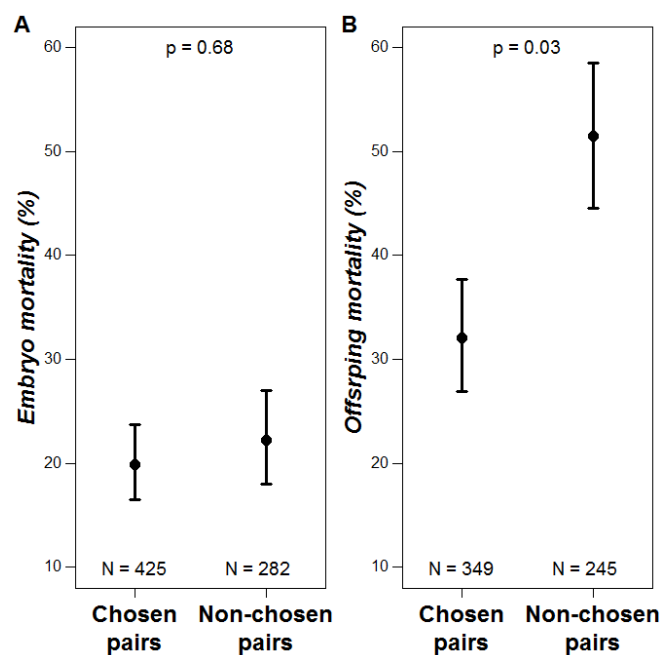 A
p = 0.68
60
50
40
30
20
10
Embryo mortality (%)
N = 425
N = 282
Chosen
pairs
Non-chosen
pairs
B
p = 0.03
60
50
40
30
20
10
Offsrping mortality (%)
N = 349
N = 245
Chosen
pairs
Non-chosen
pairs